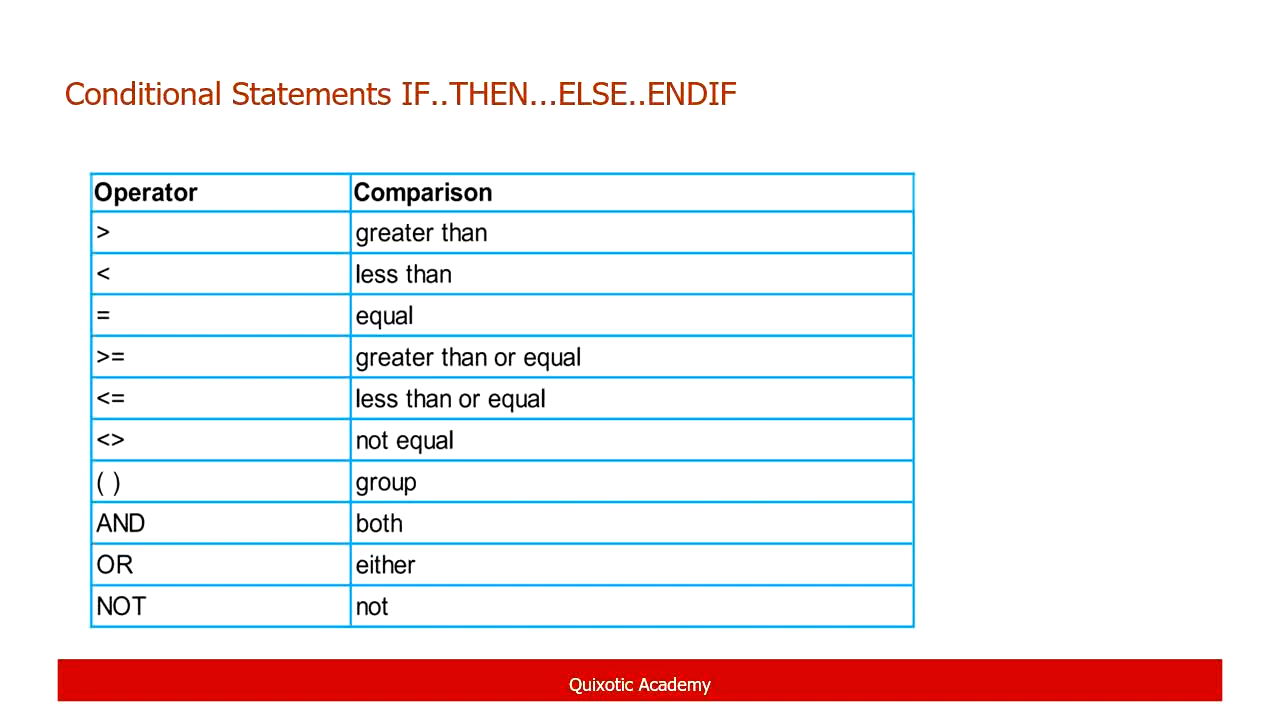 Conditional Statements IF..THEN...ELSE..ENDIF
Operator Comparison
> greater than
< less than
= equal
>= greater than or equal
<= less than or equal
<> not equal
( ) group
AND both
OR either
NOT not
Quixotic Academy